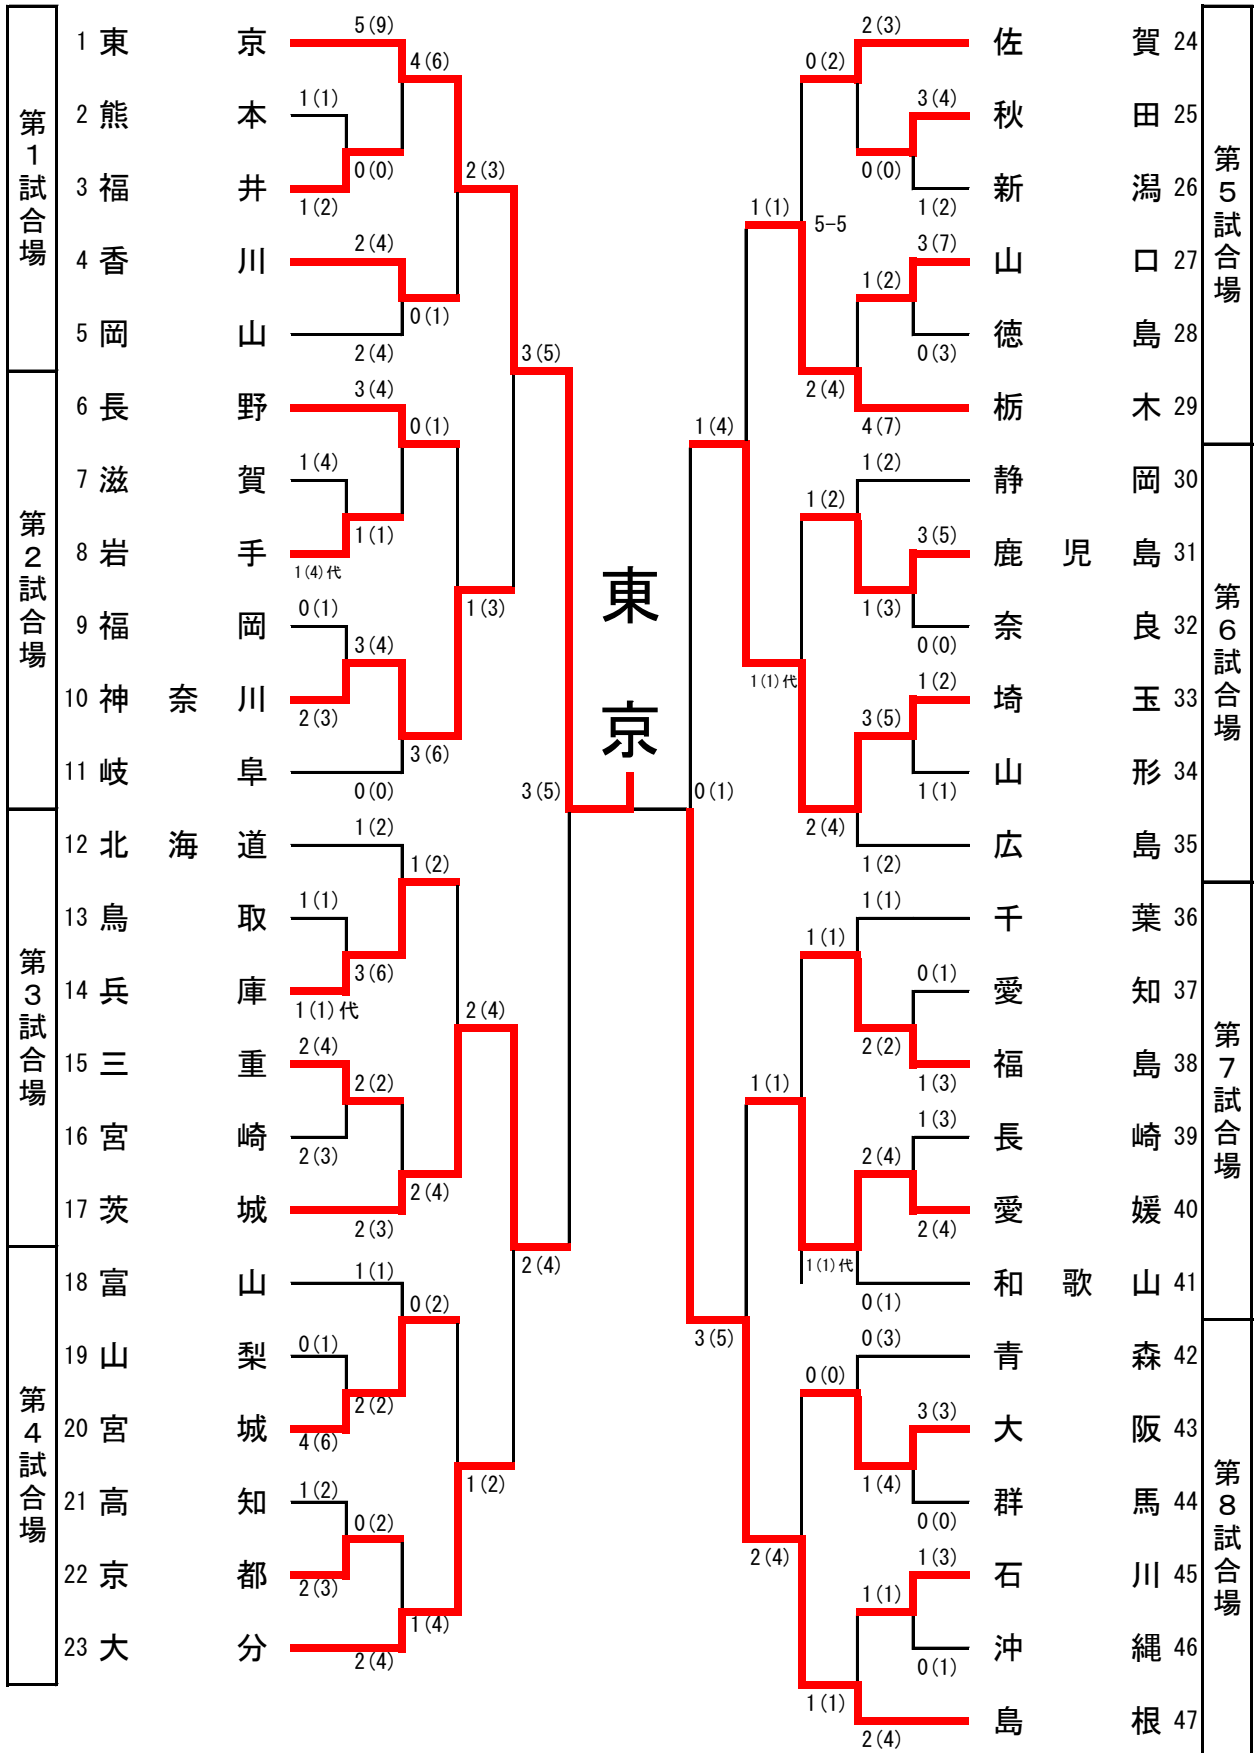 第1試合場
1 東京 5(9)
4(6)
2 熊本 1(1)
0(0)
3 福井 1(2)
2(3)
4 香川 2(4)
0(1)
5 岡山 2(4)
3(5)
第2試合場
6 長野 3(4)
0(1)
7 滋賀 1(4)
1(1)
8 岩手 1(4)代
1(3)
9 福岡 0(1)
3(4)
10 神奈川 2(3)
3(6)
11 岐阜 0(0)
3(5)
第3試合場
12 北海道 1(2)
1(2)
13 鳥取 1(1)
3(6)
14 兵庫 1(1)代
2(4)
15 三重 2(4)
2(2)
16 宮崎 2(3)
2(4)
17 茨城 2(3)
2(4)
第4試合場
18 富山 1(1)
0(2)
19 山梨 0(1)
2(2)
20 宮城 4(6)
1(2)
21 高知 1(2)
0(2)
22 京都 2(3)
1(4)
23 大分 2(4)
東京
第5試合場
2(3) 佐賀 24
0(2)
3(4) 秋田 25
0(0)
1(2) 新潟 26
1(1)
5-5
3(7) 山口 27
1(2)
0(3) 徳島 28
2(4)
4(7) 栃木 29
1(4)
第6試合場
1(2) 静岡 30
1(2)
3(5) 鹿児島 31
1(3)
0(0) 奈良 32
1(1)代
1(2) 埼玉 33
3(5)
1(1) 山形 34
2(4)
1(2) 広島 35
0(1)
第7試合場
1(1) 千葉 36
1(1)
0(1) 愛知 37
2(2)
1(3) 福島 38
1(1)
1(3) 長崎 39
2(4)
2(4) 愛媛 40
1(1)代
0(1) 和歌山 41
3(5)
第8試合場
0(3) 青森 42
0(0)
3(3) 大阪 43
1(4)
0(0) 群馬 44
2(4)
1(3) 石川 45
1(1)
0(1) 沖縄 46
1(1)
2(4) 島根 47